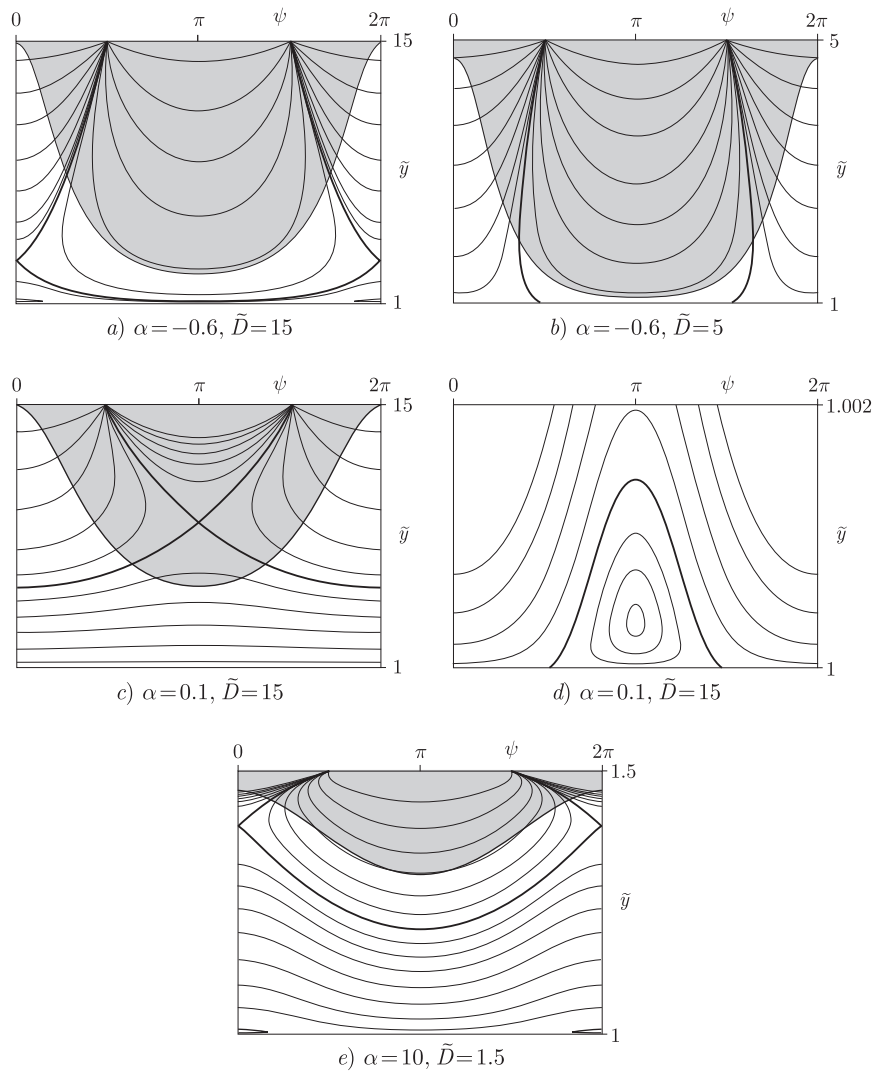 0 π ψ 2π
15
ỹ
1
a) α=−0.6, D̃=15
0 π ψ 2π
5
ỹ
1
b) α=−0.6, D̃=5
0 π ψ 2π
15
ỹ
1
c) α=0.1, D̃=15
0 π ψ 2π
1.002
ỹ
1
d) α=0.1, D̃=15
0 π ψ 2π
1.5
ỹ
1
e) α=10, D̃=1.5